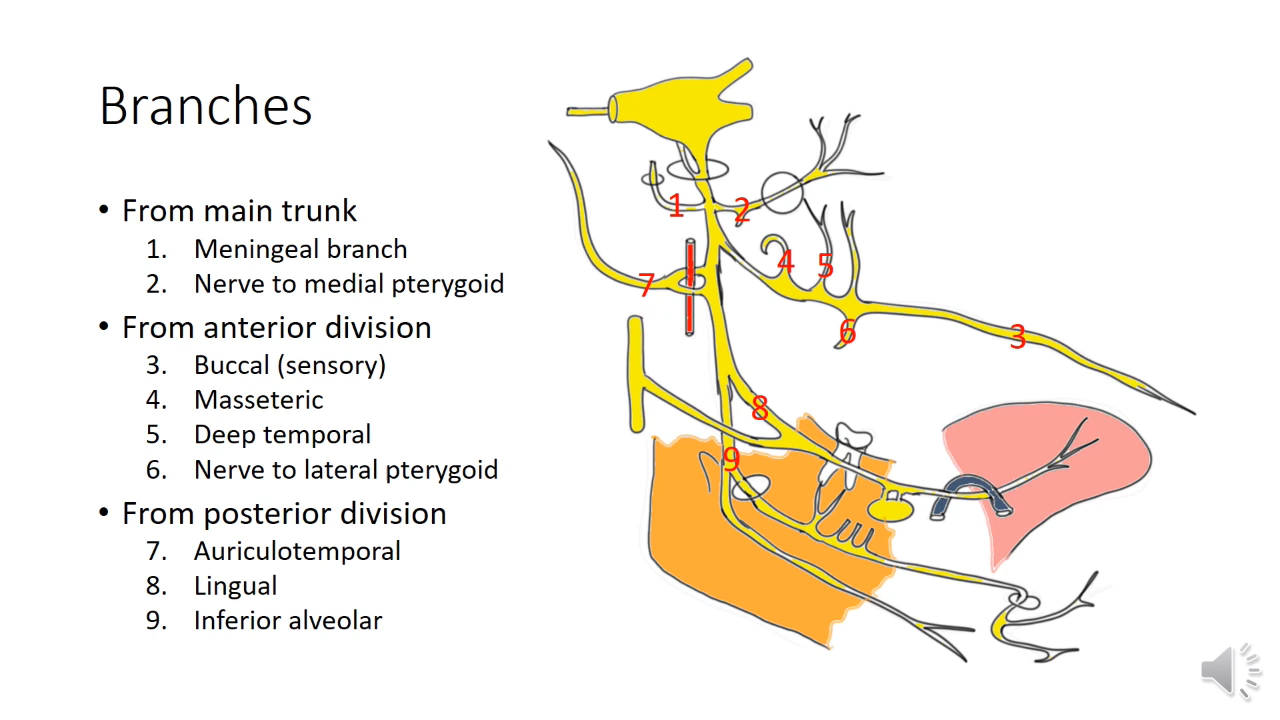 Branches
• From main trunk
1. Meningeal branch
2. Nerve to medial pterygoid
• From anterior division
3. Buccal (sensory)
4. Masseteric
5. Deep temporal
6. Nerve to lateral pterygoid
• From posterior division
7. Auriculotemporal
8. Lingual
9. Inferior alveolar
1
2
4
5
7
6
3
8
9